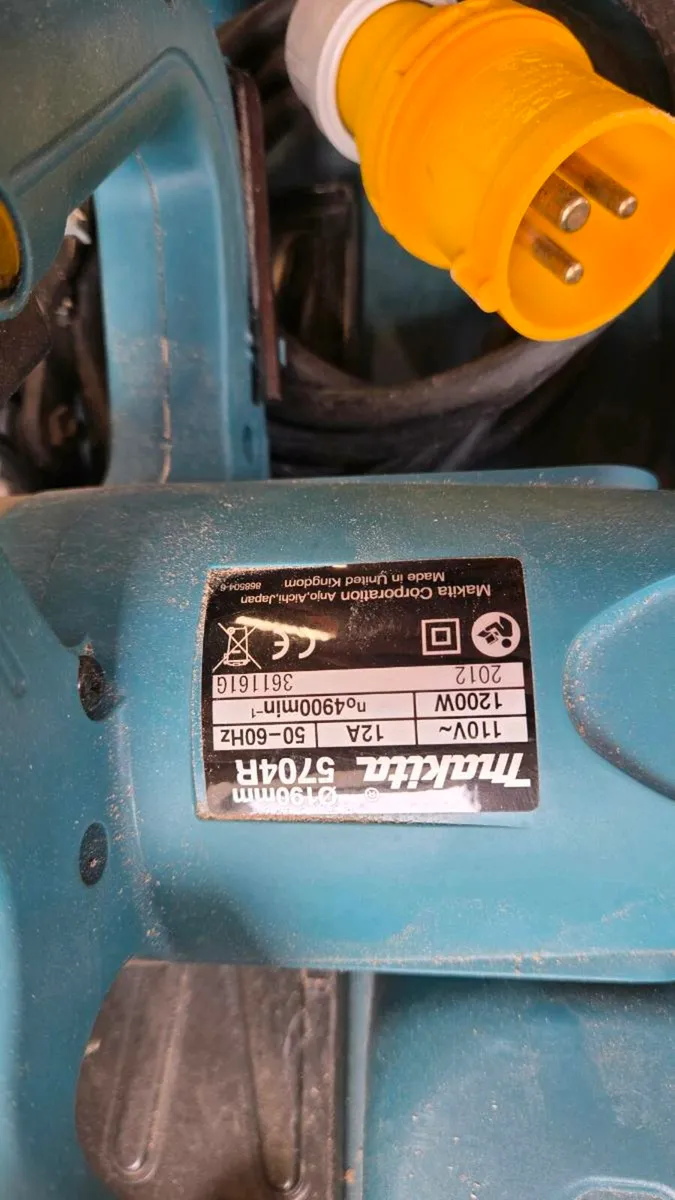 makita® Ø190mm
5704R
110V~ 12A 50-60Hz
1200W n₀4900min⁻¹
2012 361161G
CE
Makita Corporation Anjo,Aichi,Japan
Made in United Kingdom 868504-6